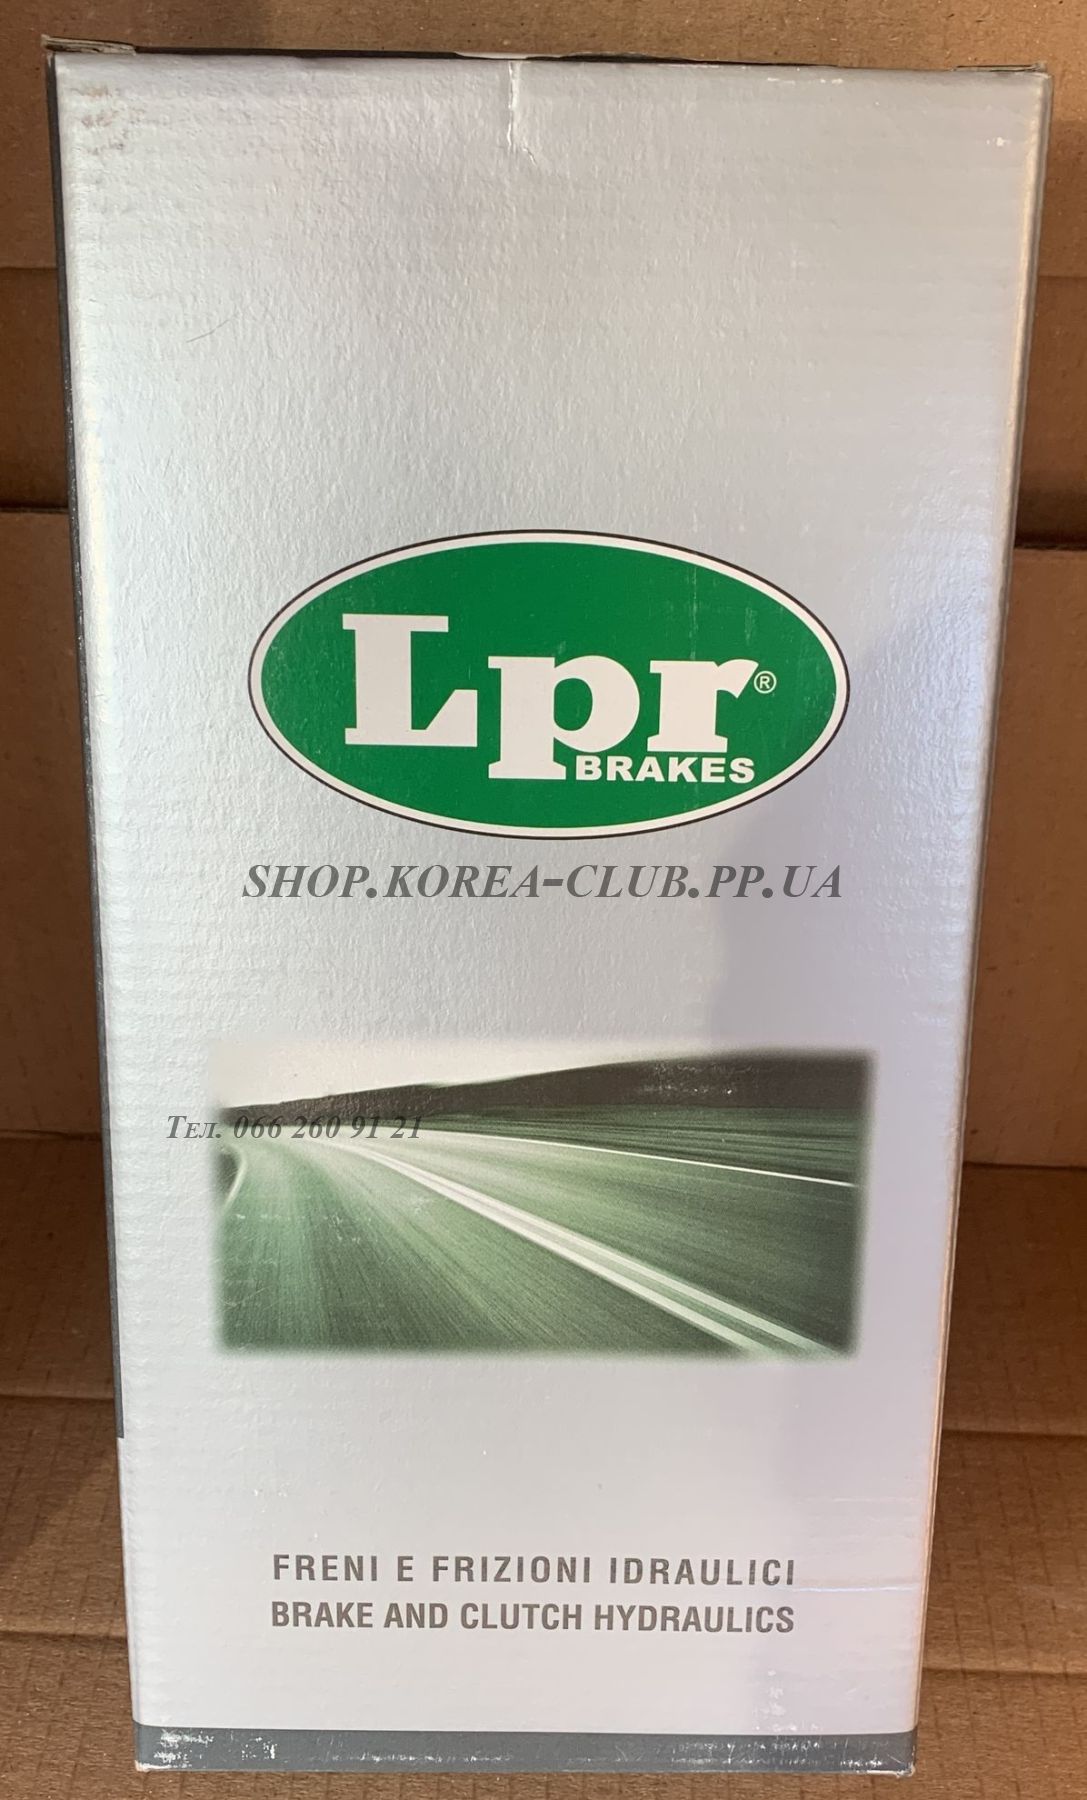 Lpr®
BRAKES
SHOP.KOREA-CLUB.PP.UA
Тел. 066 260 91 21
FRENI E FRIZIONI IDRAULICI
BRAKE AND CLUTCH HYDRAULICS